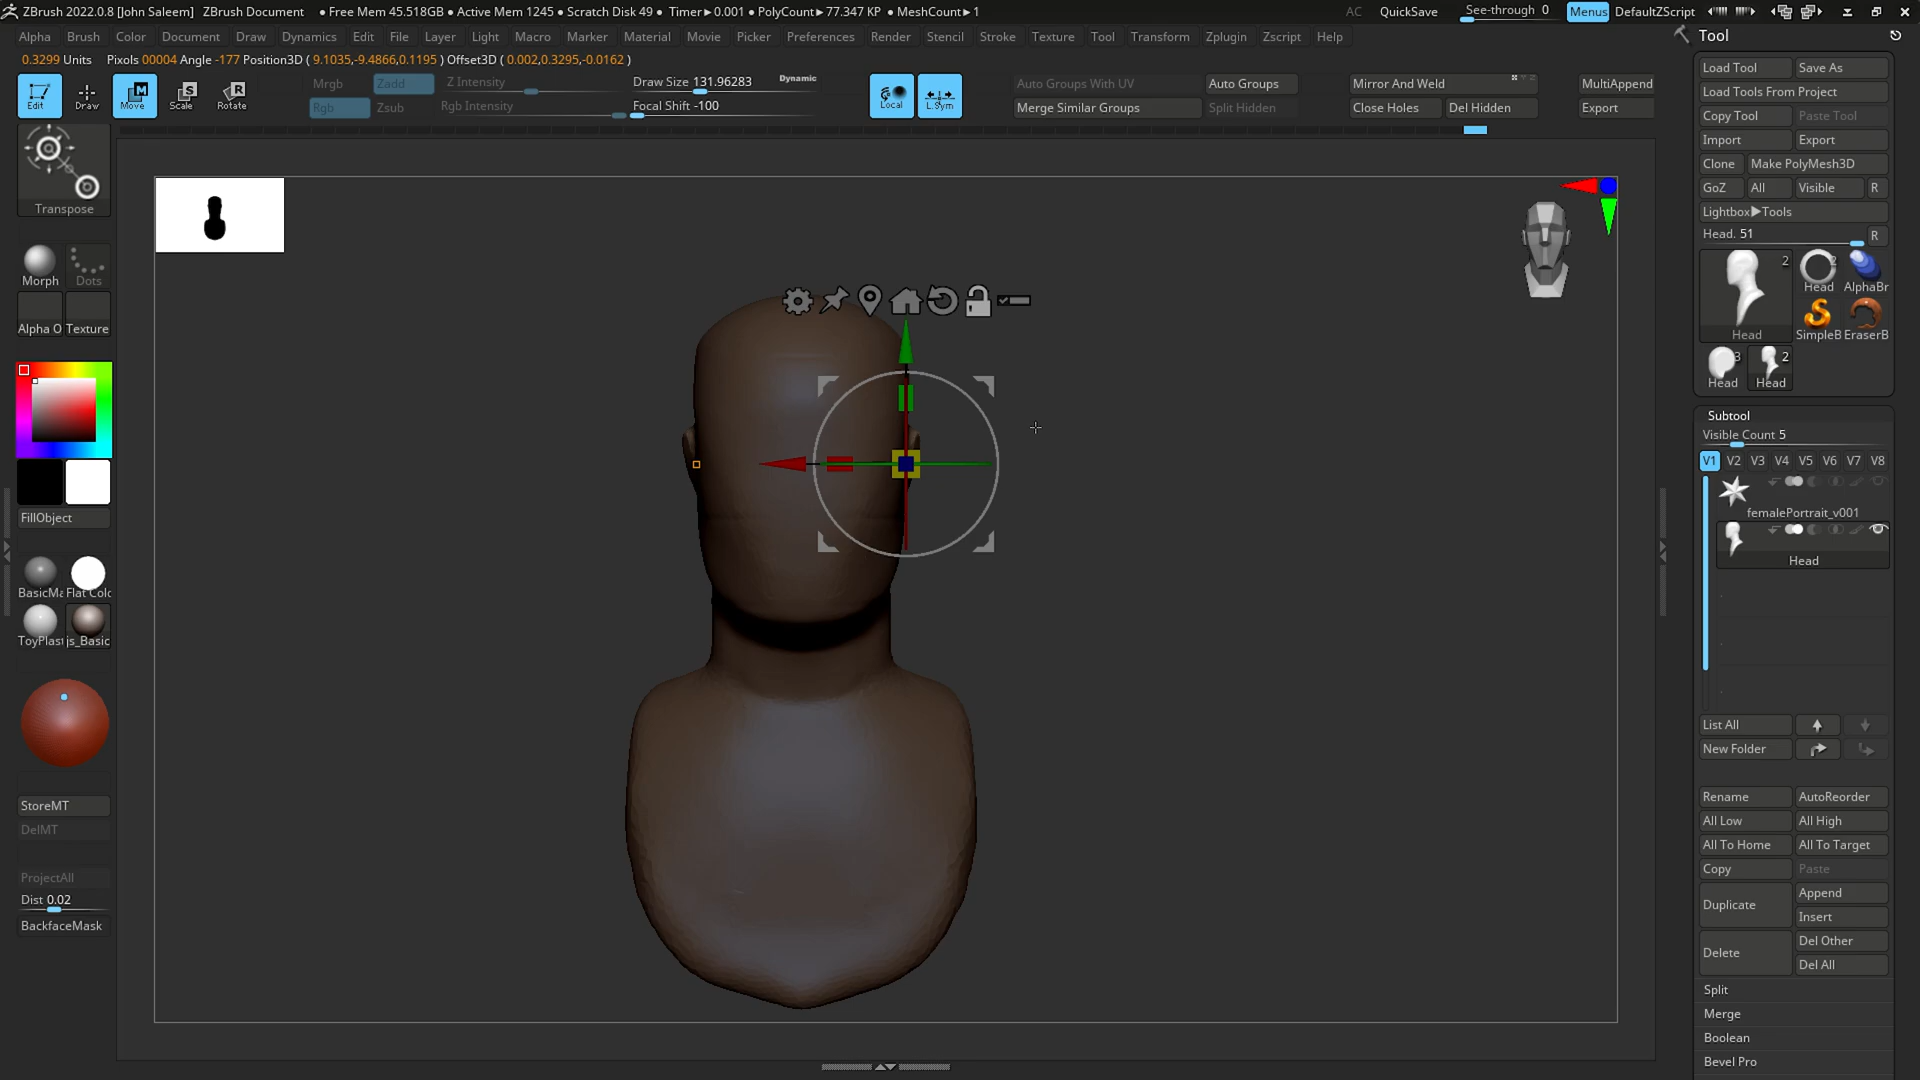 ZBrush 2022.0.8 [John Saleem] ZBrush Document • Free Mem 45.518GB • Active Mem 1245 • Scratch Disk 49 • Timer▶0.001 • PolyCount▶77.347 KP • MeshCount▶1 AC QuickSave See-through 0 Menus DefaultZScript
Alpha Brush Color Document Draw Dynamics Edit File Layer Light Macro Marker Material Movie Picker Preferences Render Stencil Stroke Texture Tool Transform Zplugin Zscript Help
0.3299 Units Pixols 00004 Angle -177 Position3D ( 9.1035,-9.4866,0.1195 ) Offset3D ( 0.002,0.3295,-0.0162 )
Edit Draw Move Scale Rotate
Mrgb Zadd Z Intensity Draw Size 131.96283 Dynamic
Rgb Zsub Rgb Intensity Focal Shift -100
Local L.Sym
Auto Groups With UV Auto Groups Mirror And Weld MultiAppend
Merge Similar Groups Split Hidden Close Holes Del Hidden Export
Transpose
Morph Dots
Alpha O Texture
FillObject
BasicMa Flat Colo
ToyPlast js_Basic
StoreMT
DelMT
ProjectAll
Dist 0.02
BackfaceMask
Tool
Load Tool Save As
Load Tools From Project
Copy Tool Paste Tool
Import Export
Clone Make PolyMesh3D
GoZ All Visible R
Lightbox▶Tools
Head. 51 R
2 2
Head Head AlphaBr
SimpleB EraserB
3 2
Head Head
Subtool
Visible Count 5
V1 V2 V3 V4 V5 V6 V7 V8
femalePortrait_v001
Head
List All
New Folder
Rename AutoReorder
All Low All High
All To Home All To Target
Copy Paste
Duplicate Append
Insert
Delete Del Other
Del All
Split
Merge
Boolean
Bevel Pro